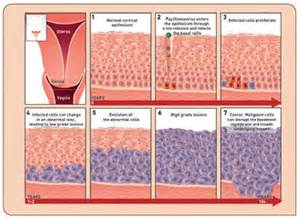 Uterus
Cervix
Vagina
1
Normal cervical
epithelium
2
Papillomavirus enters
the epithelium through
a microlesion and infects
the basal cells
3
Infected cells proliferate
4
Infected cells can change
in an abnormal way,
leading to low grade lesions
5
Evolution of
the abnormal cells
6
High grade lesions
7
Cancer. Malignant cells
can disrupt the basement
membrane and invade
underlying tissues
YEARS
YEARS